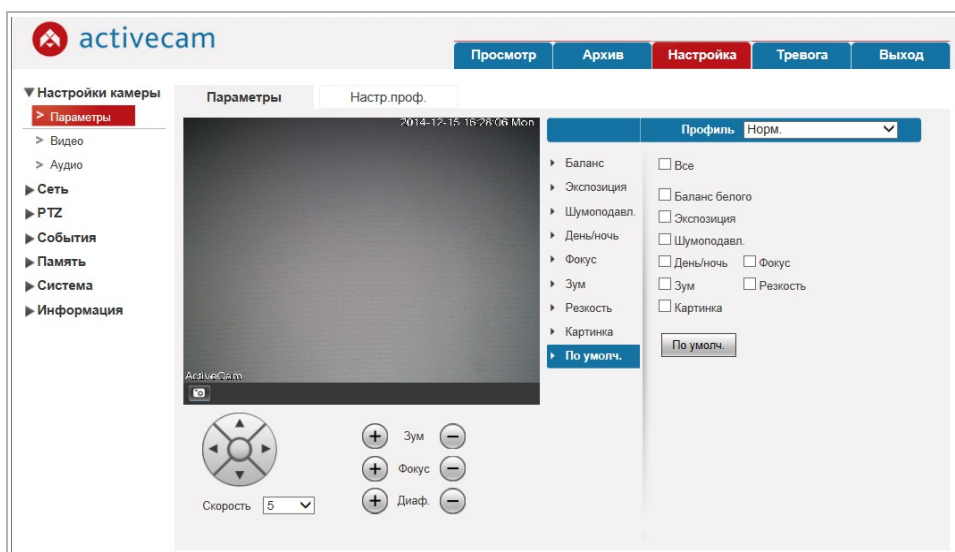 activecam
Просмотр Архив Настройка Тревога Выход
Настройки камеры
> Параметры
> Видео
> Аудио
Сеть
PTZ
События
Память
Система
Информация
Параметры Настр.проф.
2014-12-15 16:28:06 Mon
ActiveCam
Скорость 5
+ Зум −
+ Фокус −
+ Диаф. −
Профиль Норм.
Баланс
Экспозиция
Шумоподавл.
День/ночь
Фокус
Зум
Резкость
Картинка
По умолч.
Все
Баланс белого
Экспозиция
Шумоподавл.
День/ночь Фокус
Зум Резкость
Картинка
По умолч.